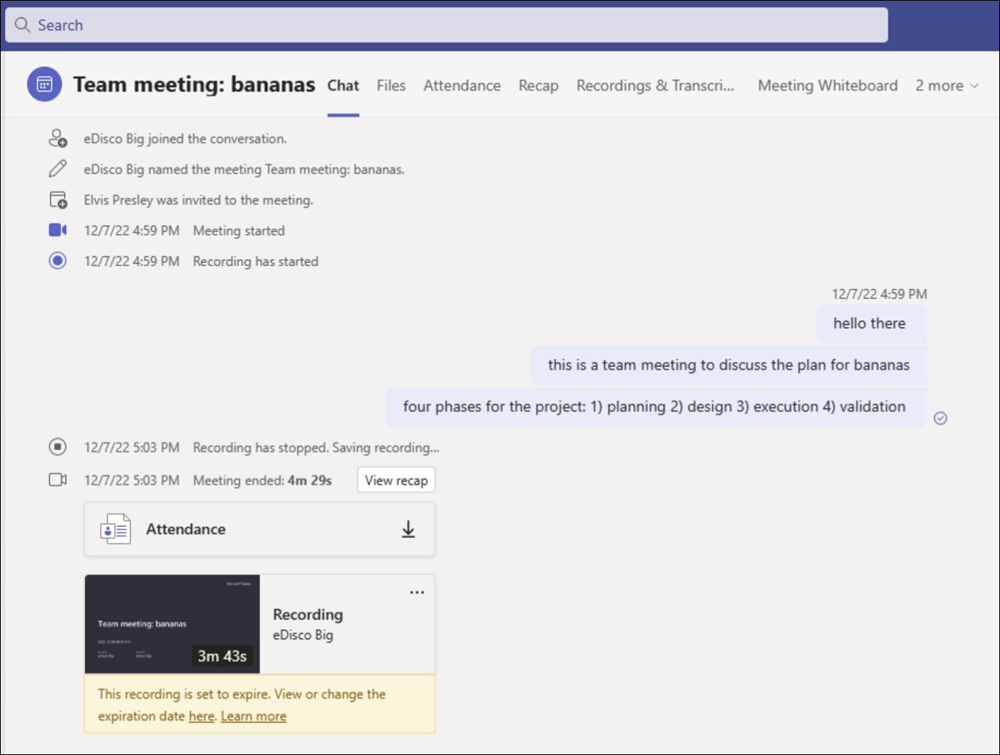 Search
Team meeting: bananas Chat Files Attendance Recap Recordings & Transcri... Meeting Whiteboard 2 more
eDisco Big joined the conversation.
eDisco Big named the meeting Team meeting: bananas.
Elvis Presley was invited to the meeting.
12/7/22 4:59 PM Meeting started
12/7/22 4:59 PM Recording has started
12/7/22 4:59 PM
hello there
this is a team meeting to discuss the plan for bananas
four phases for the project: 1) planning 2) design 3) execution 4) validation
12/7/22 5:03 PM Recording has stopped. Saving recording...
12/7/22 5:03 PM Meeting ended: 4m 29s View recap
Attendance
Team meeting: bananas
3m 43s
Recording
eDisco Big
This recording is set to expire. View or change the
expiration date here. Learn more